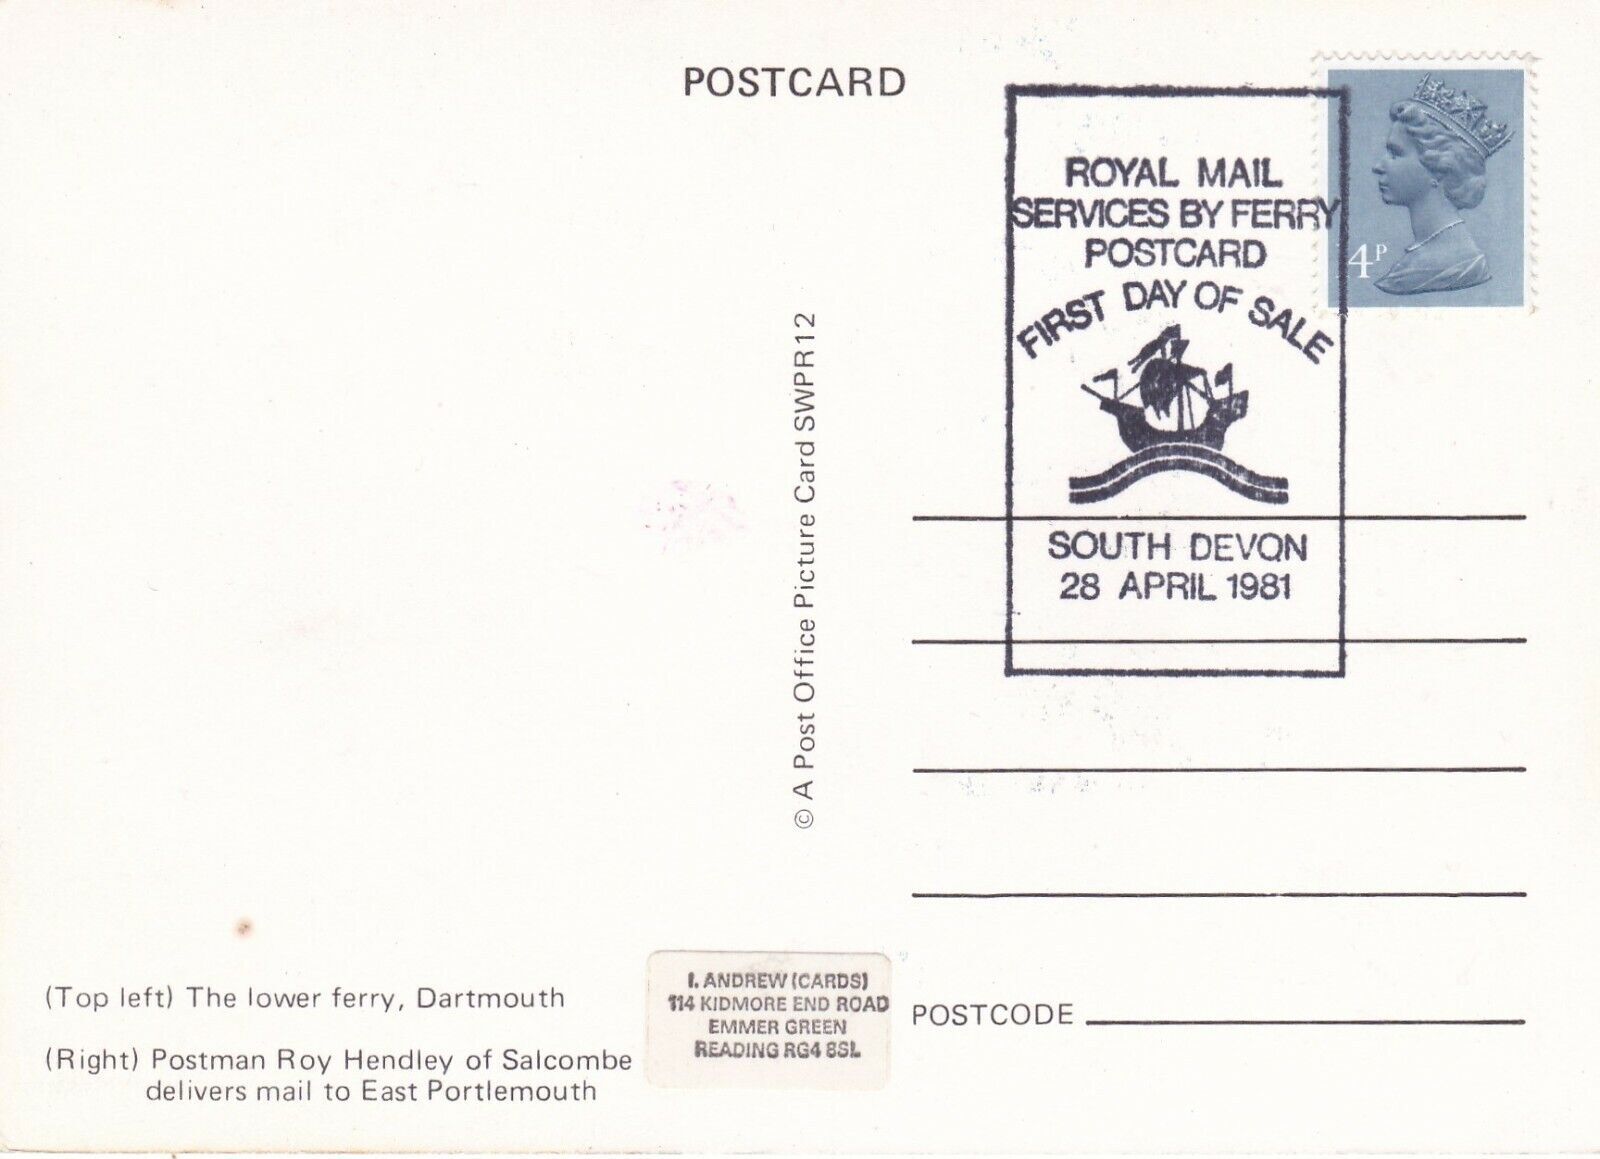 POSTCARD
ROYAL MAIL
SERVICES BY FERRY
POSTCARD
FIRST DAY OF SALE
SOUTH DEVON
28 APRIL 1981
4P
© A Post Office Picture Card SWPR12
(Top left) The lower ferry, Dartmouth
(Right) Postman Roy Hendley of Salcombe
delivers mail to East Portlemouth
I. ANDREW (CARDS)
114 KIDMORE END ROAD
EMMER GREEN
READING RG4 8SL
POSTCODE